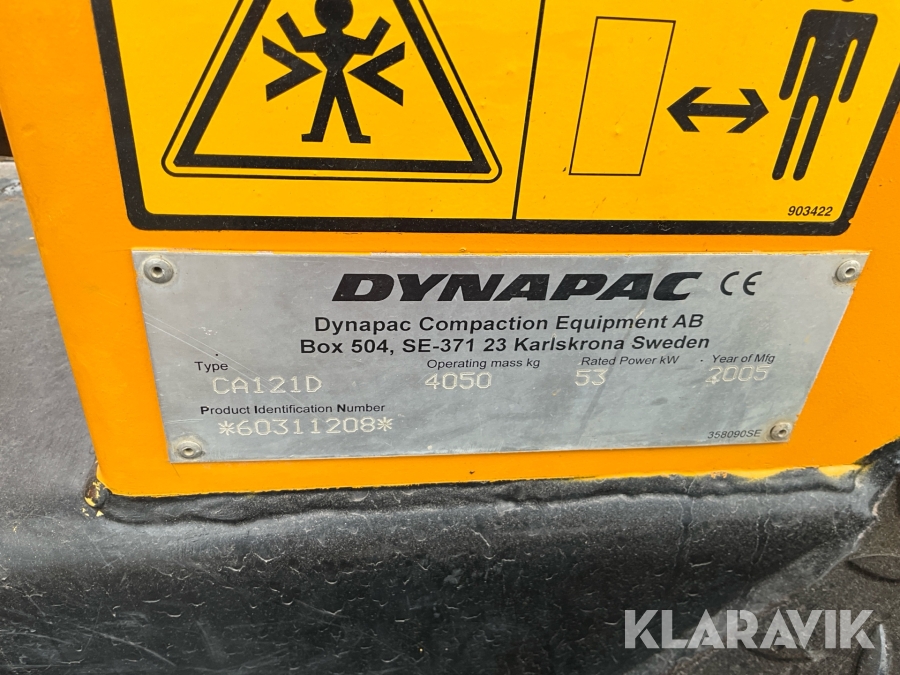 903422
DYNAPAC CE
Dynapac Compaction Equipment AB
Box 504, SE-371 23 Karlskrona Sweden
Type Operating mass kg Rated Power kW Year of Mfg
CA121D 4050 53 2005
Product Identification Number
*60311208*
358090SE
KLARAVIK